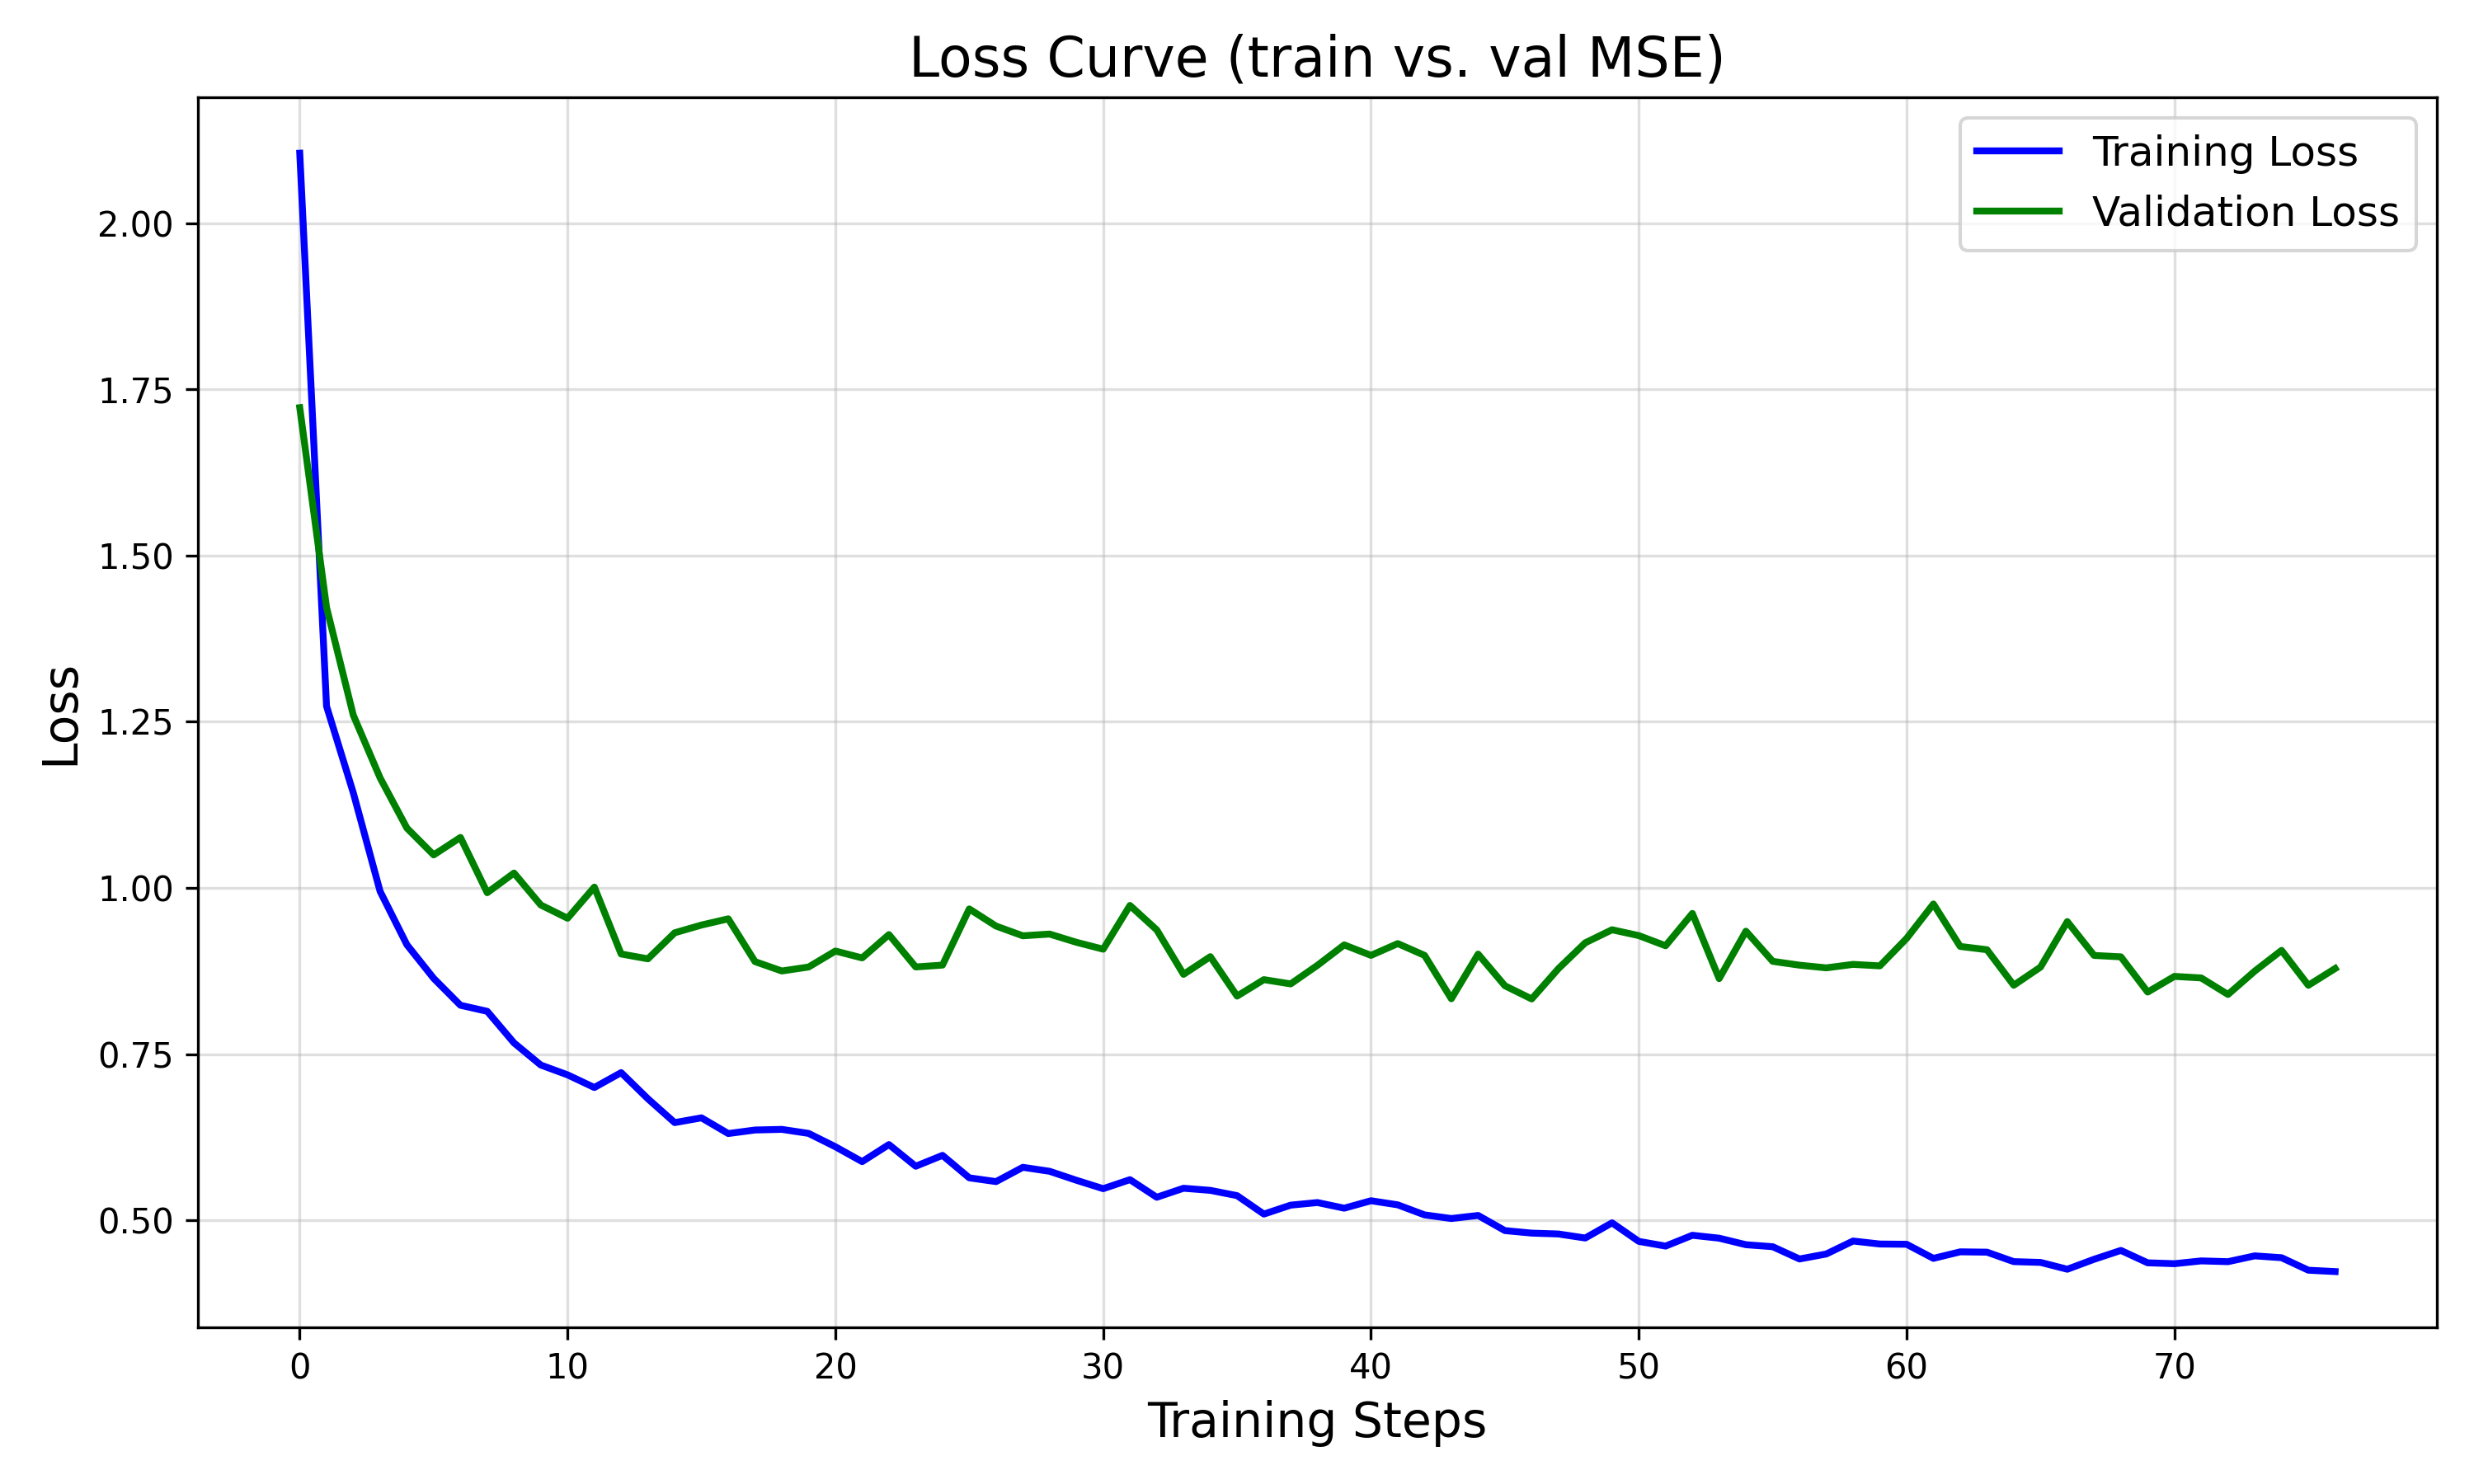 Loss Curve (train vs. val MSE)
Training Loss
Validation Loss
2.00
1.75
1.50
1.25
1.00
0.75
0.50
Loss
0 10 20 30 40 50 60 70
Training Steps